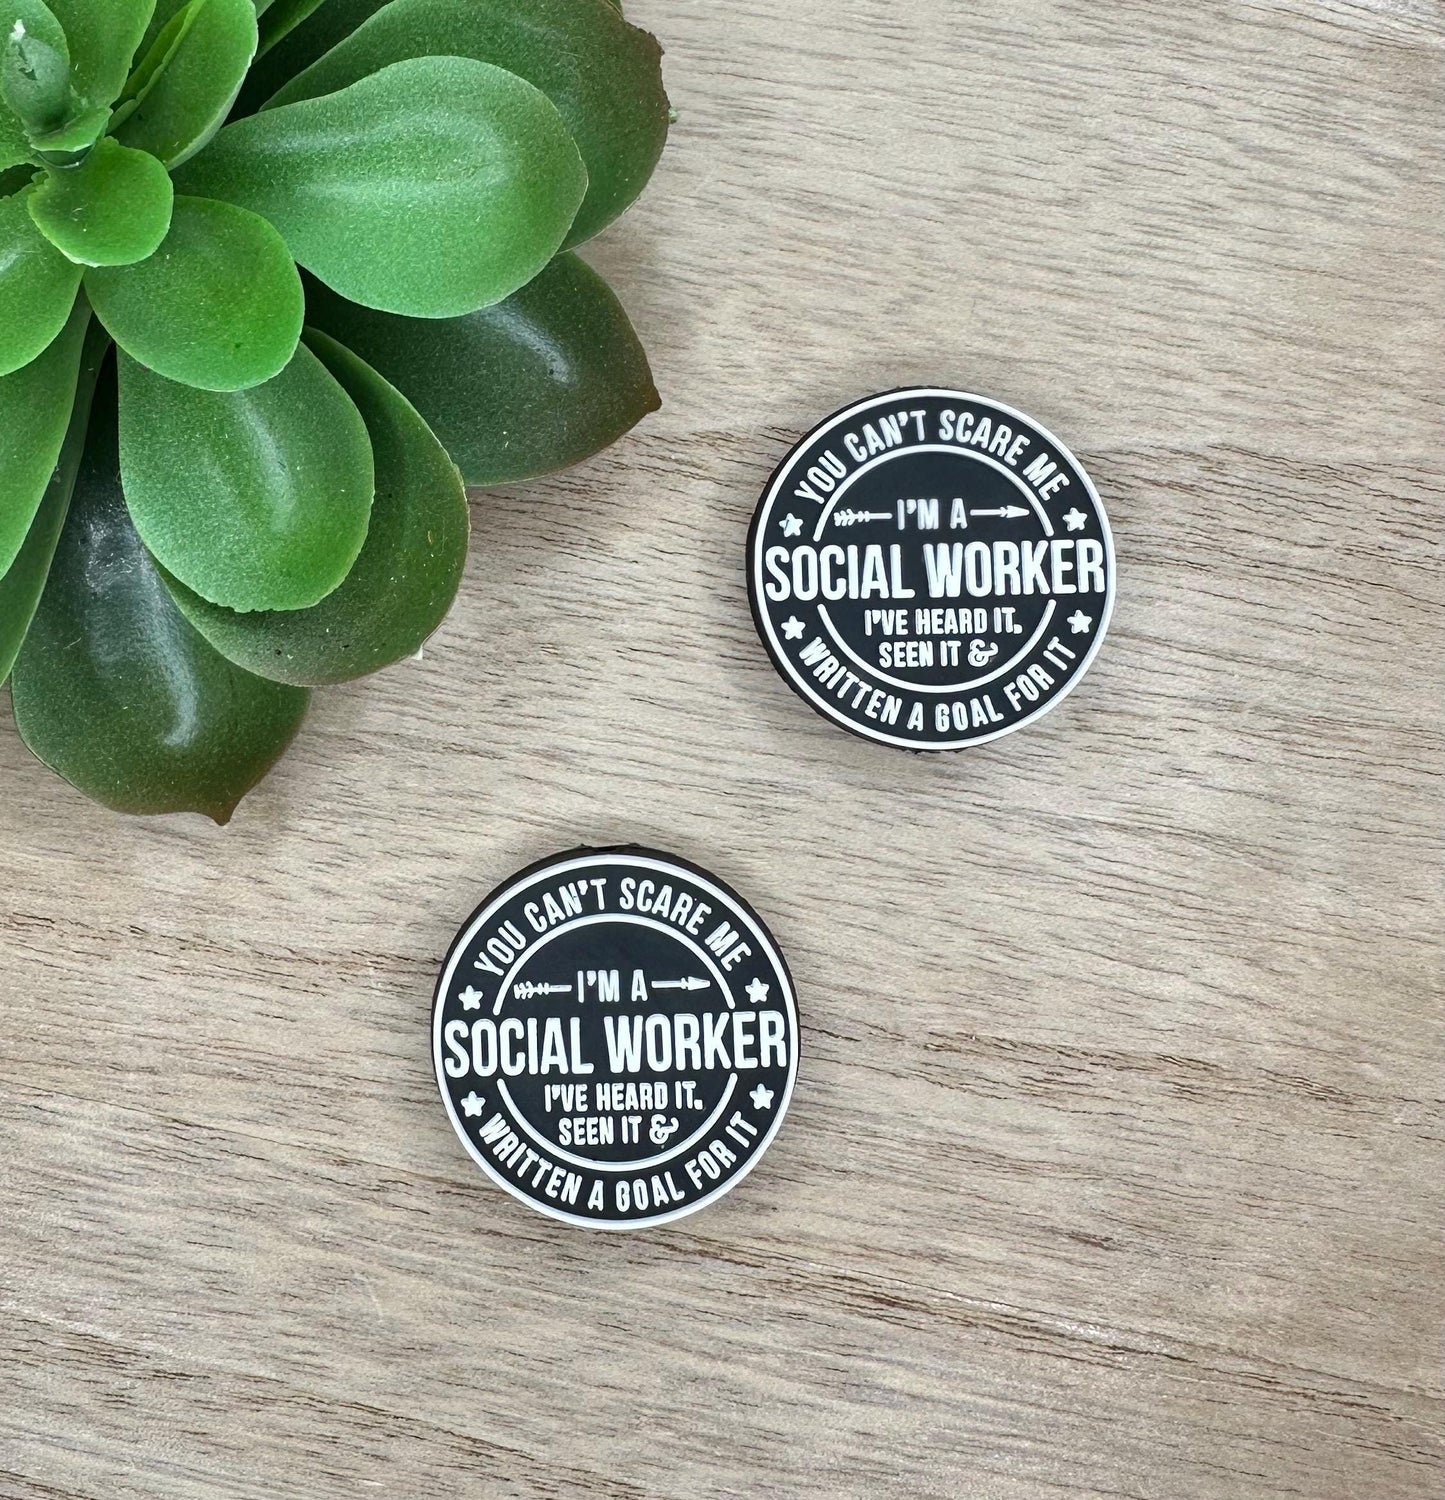 YOU CAN'T SCARE ME
I'M A
SOCIAL WORKER
I'VE HEARD IT.
SEEN IT &
WRITTEN A GOAL FOR IT
YOU CAN'T SCARE ME
I'M A
SOCIAL WORKER
I'VE HEARD IT.
SEEN IT &
WRITTEN A GOAL FOR IT